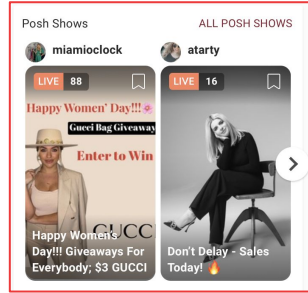 Posh Shows
ALL POSH SHOWS
miamioclock
atarty
LIVE 88
LIVE 16
Happy Women' Day!!!🌸
Gucci Bag Giveaway
Enter to Win
GUCC
Happy Women's
Day!!! Giveaways For
Everybody; $3 GUCCI
Don't Delay - Sales
Today! 🔥